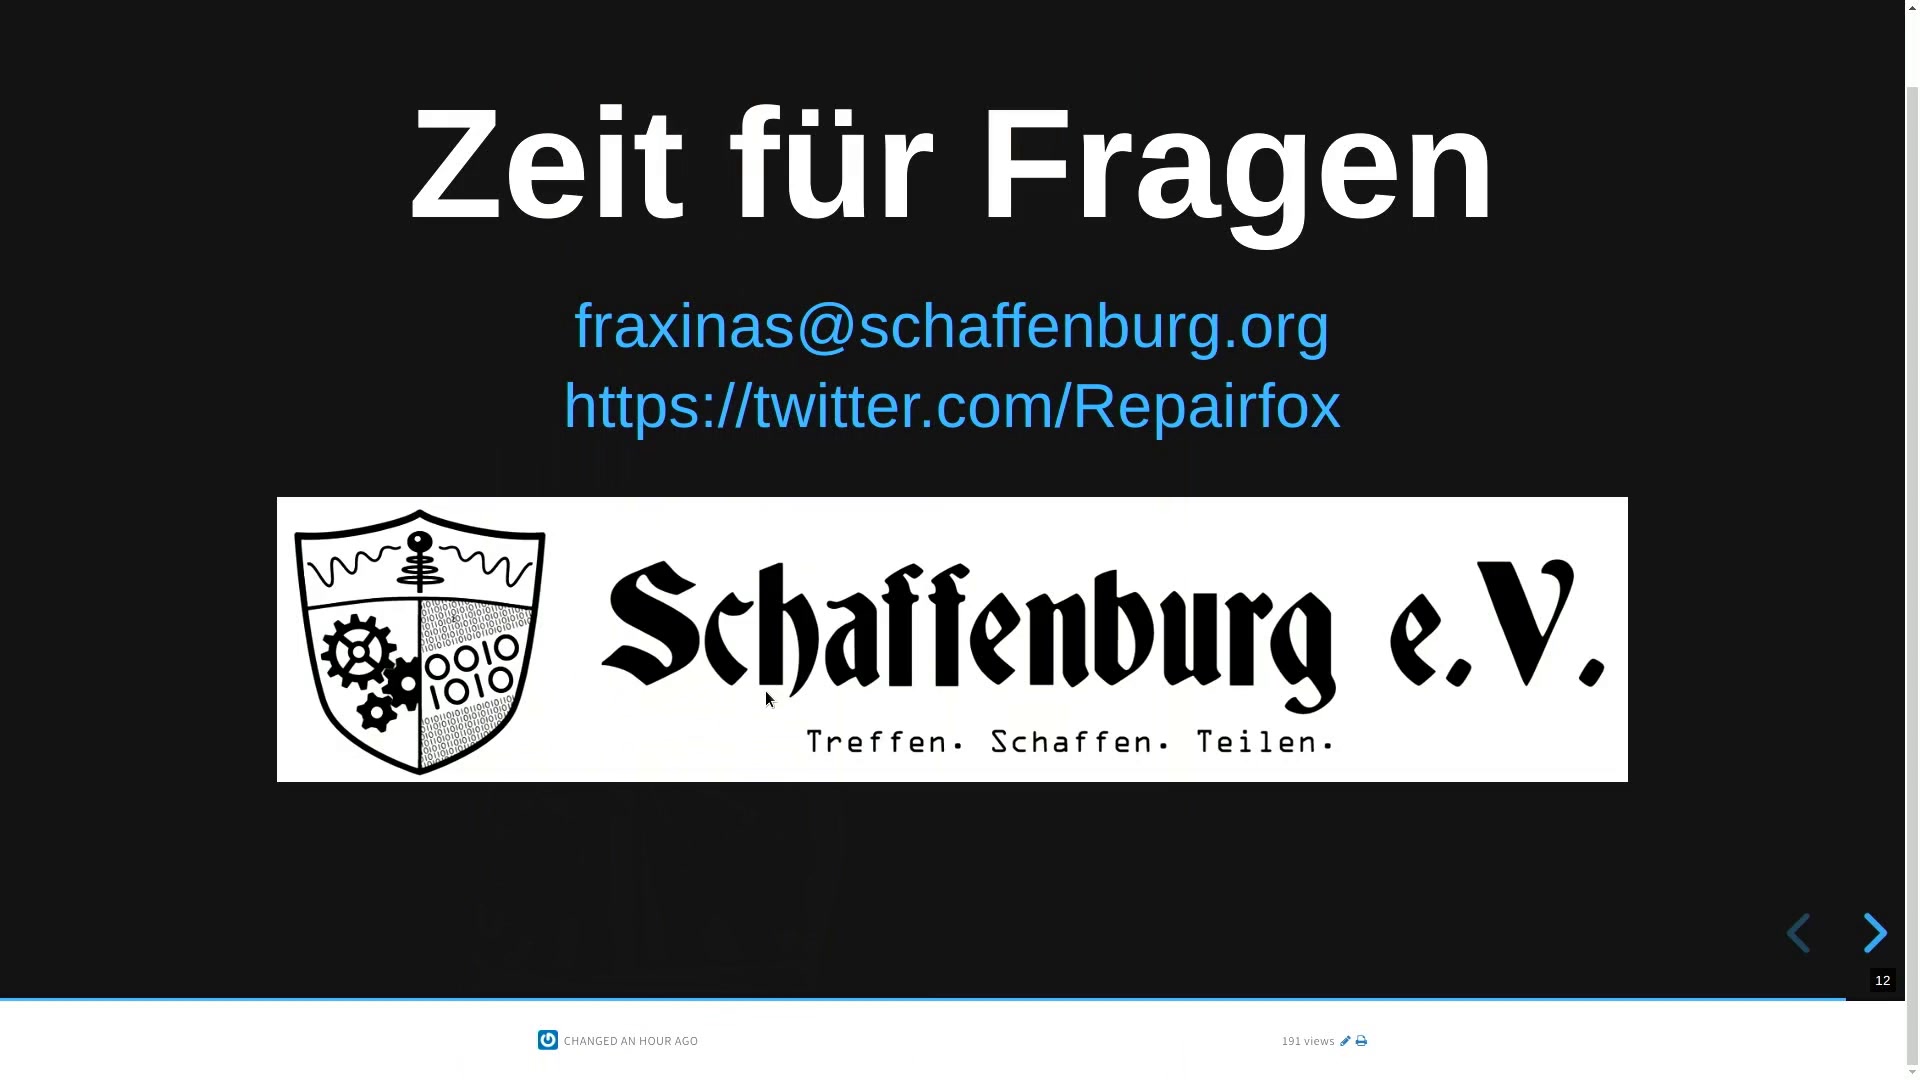 Zeit für Fragen
fraxinas@schaffenburg.org
https://twitter.com/Repairfox
Schaffenburg e.V.
0010
1010
Treffen. Schaffen. Teilen.
12
CHANGED AN HOUR AGO
191 views